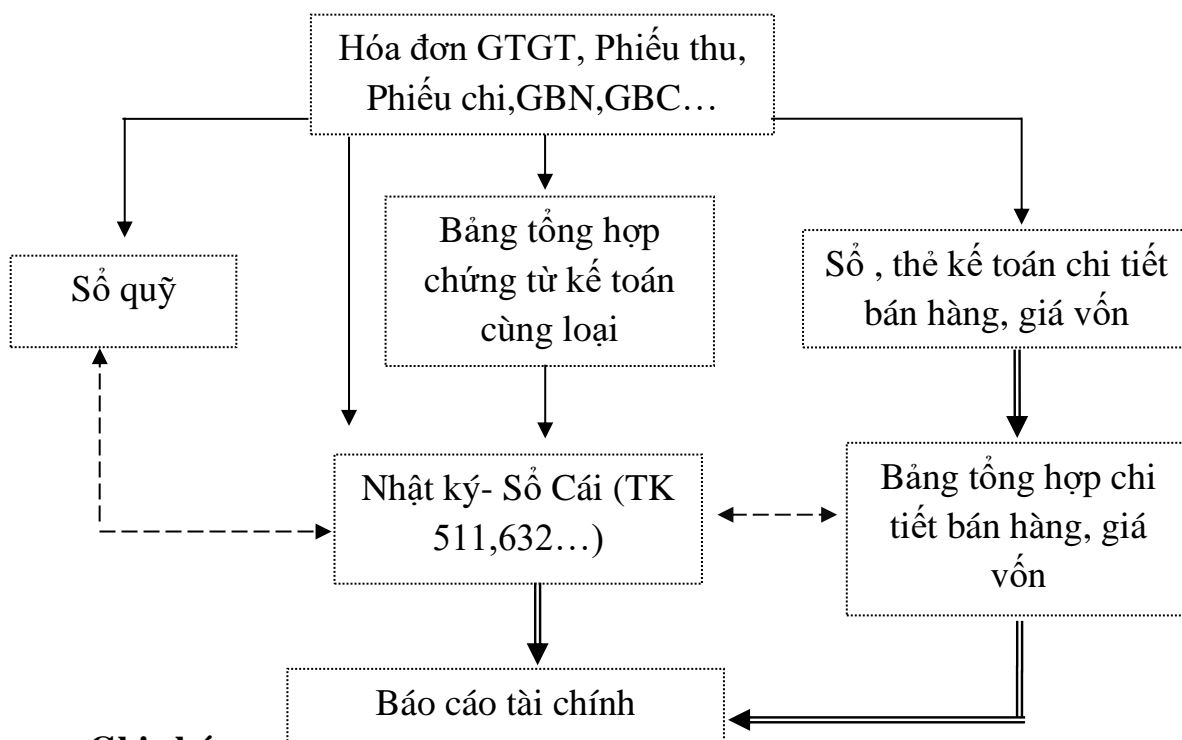 Hóa đơn GTGT, Phiếu thu,
Phiếu chi,GBN,GBC…
Sổ quỹ
Bảng tổng hợp
chứng từ kế toán
cùng loại
Sổ , thẻ kế toán chi tiết
bán hàng, giá vốn
Nhật ký- Sổ Cái (TK
511,632…)
Bảng tổng hợp chi
tiết bán hàng, giá
vốn
Báo cáo tài chính